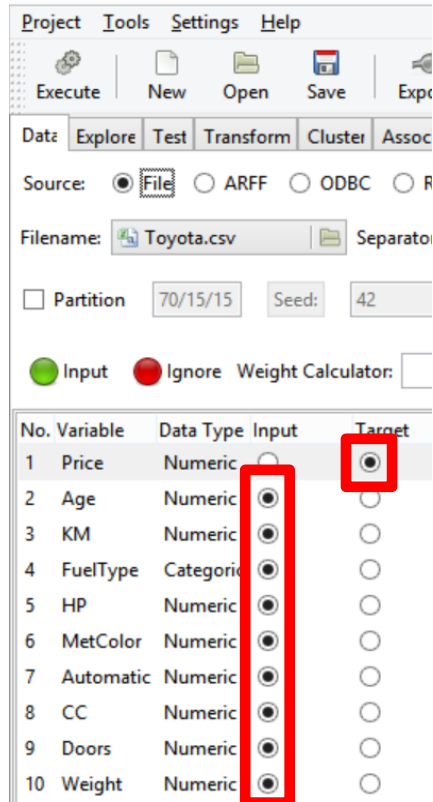 Project Tools Settings Help
Execute New Open Save
Data Explore Test Transform Cluster
Source: File ARFF ODBC
Filename: Toyota.csv
Partition 70/15/15 Seed: 42
Input Ignore Weight Calculator:
No. Variable Data Type Input Target
1 Price Numeric
2 Age Numeric
3 KM Numeric
4 FuelType
5 HP Numeric
6 MetColor Numeric
7 Automatic Numeric
8 CC Numeric
9 Doors Numeric
10 Weight Numeric